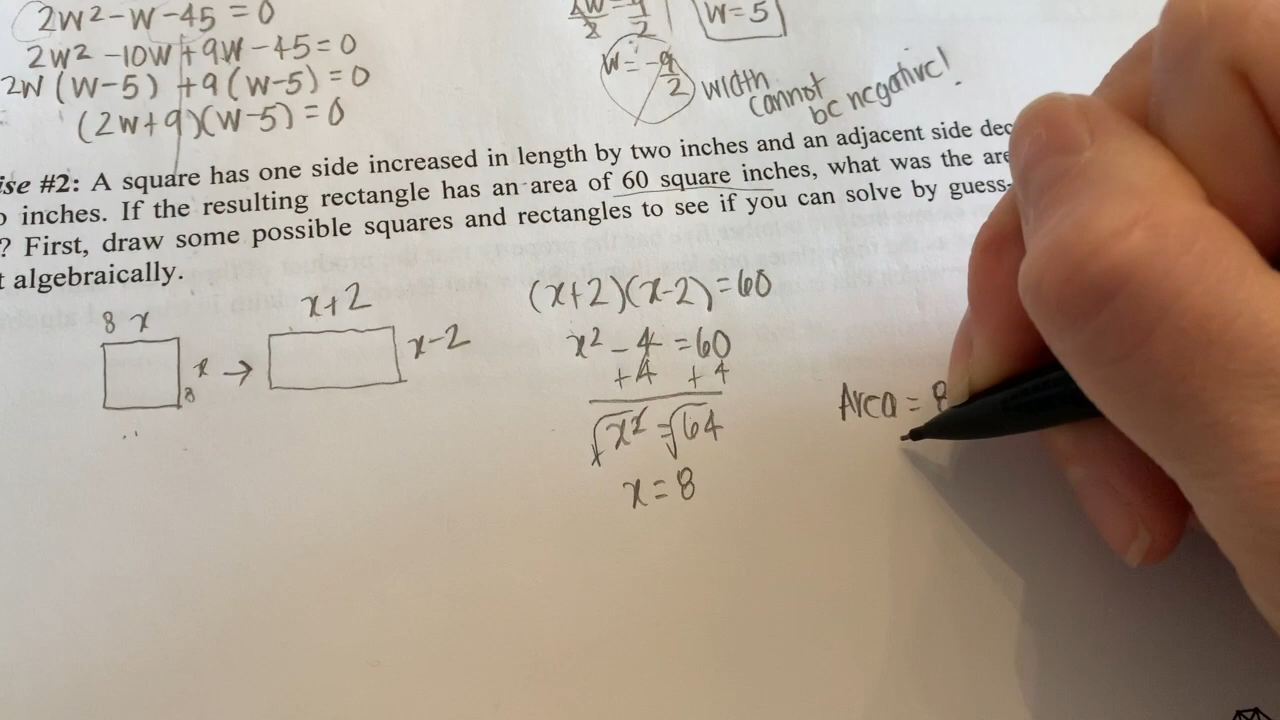 2w² - w - 45 = 0
2w² - 10w + 9w - 45 = 0
2w (w-5) + 9 (w-5) = 0
(2w+9)(w-5) = 0
w = 5
w = -9/2
width cannot be negative!
#2: A square has one side increased in length by two inches and an adjacent side
inches. If the resulting rectangle has an area of 60 square inches, what was the
? First, draw some possible squares and rectangles to see if you can solve by guess-
algebraically.
8 x
x
8
→
x+2
x-2
(x+2)(x-2)=60
x² - 4 = 60
+4 +4
√x² = √64
x = 8
Area = 8